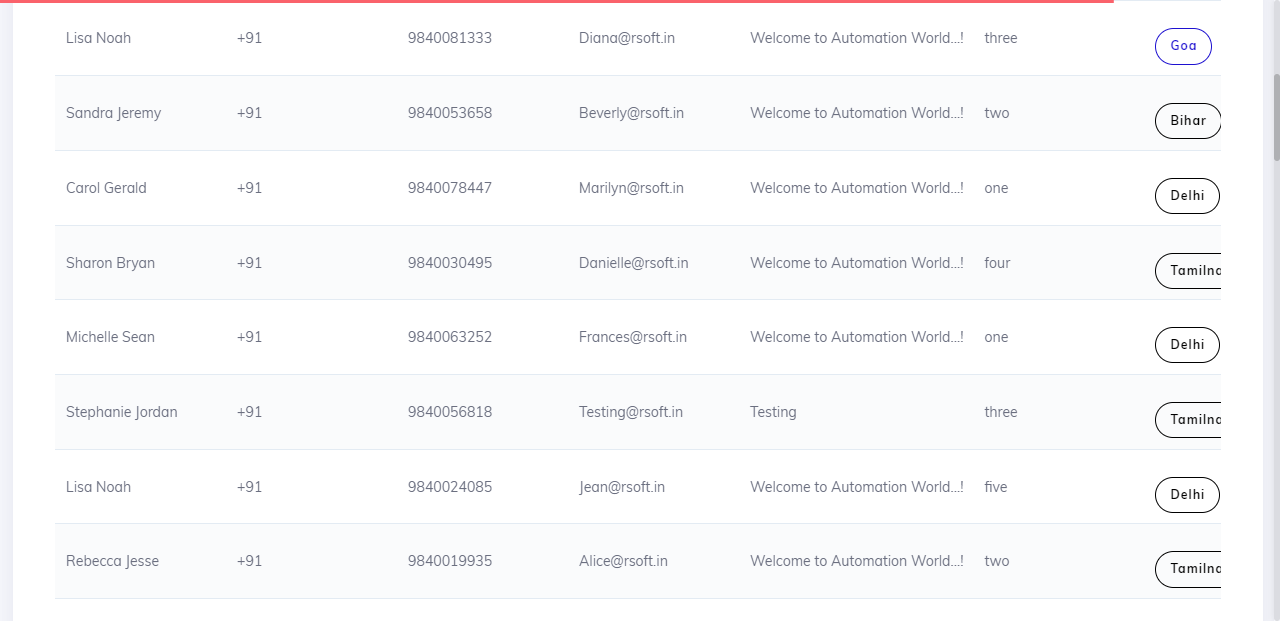 Lisa Noah +91 9840081333 Diana@rsoft.in Welcome to Automation World...! three Goa
Sandra Jeremy +91 9840053658 Beverly@rsoft.in Welcome to Automation World...! two Bihar
Carol Gerald +91 9840078447 Marilyn@rsoft.in Welcome to Automation World...! one Delhi
Sharon Bryan +91 9840030495 Danielle@rsoft.in Welcome to Automation World...! four
Michelle Sean +91 9840063252 Frances@rsoft.in Welcome to Automation World...! one Delhi
Stephanie Jordan +91 9840056818 Testing@rsoft.in Testing three
Lisa Noah +91 9840024085 Jean@rsoft.in Welcome to Automation World...! five Delhi
Rebecca Jesse +91 9840019935 Alice@rsoft.in Welcome to Automation World...! two